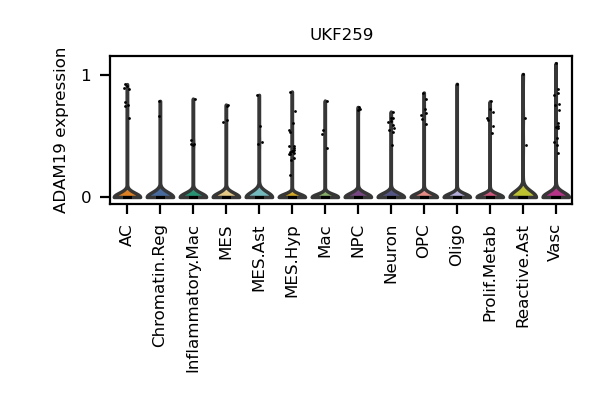 UKF259
ADAM19 expression
1
0
AC
Chromatin.Reg
Inflammatory.Mac
MES
MES.Ast
MES.Hyp
Mac
NPC
Neuron
OPC
Oligo
Prolif.Metab
Reactive.Ast
Vasc